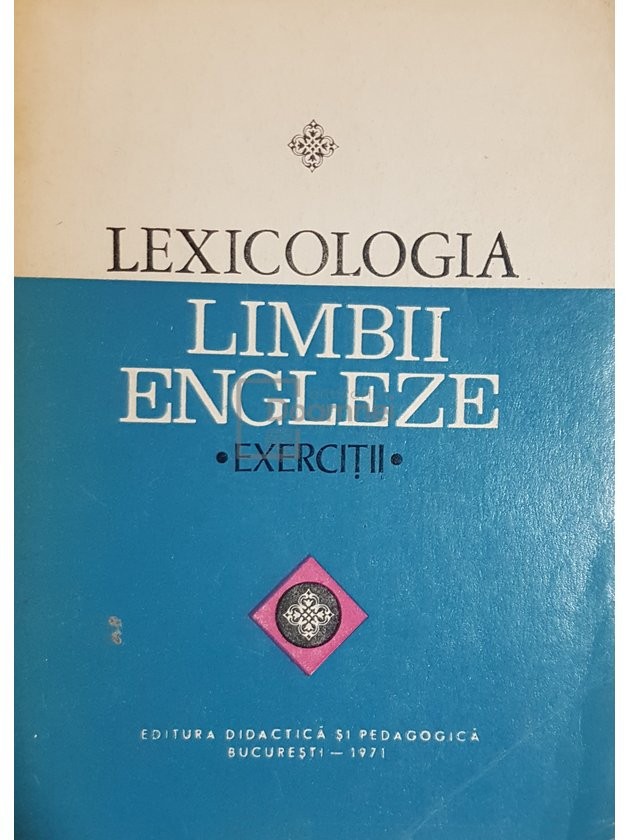 LEXICOLOGIA
LIMBII
ENGLEZE
• EXERCIȚII •
EDITURA DIDACTICĂ ȘI PEDAGOGICĂ
BUCUREȘTI — 1971